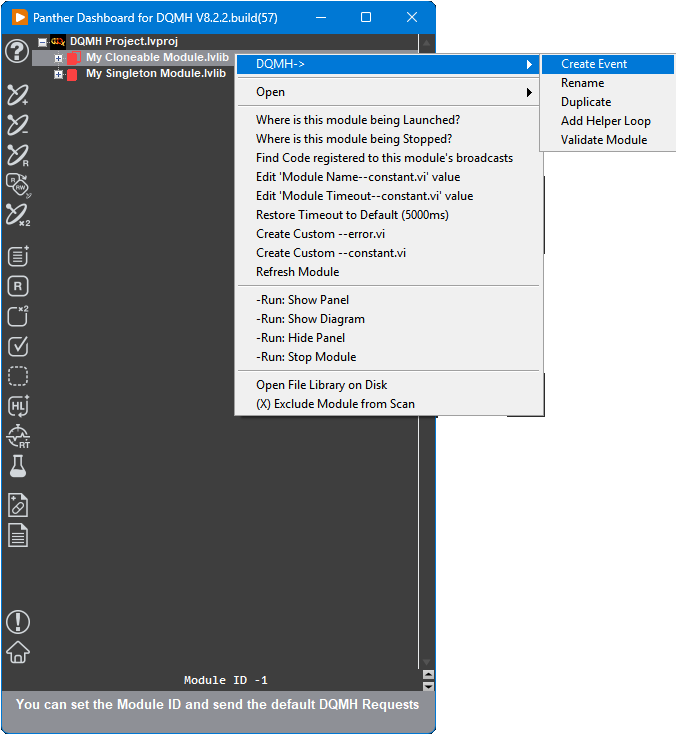 Panther Dashboard for DQMH V8.2.2.build(57)
DQMH Project.lvproj
My Cloneable Module.lvlib
My Singleton Module.lvlib
DQMH->
Open
Where is this module being Launched?
Where is this module being Stopped?
Find Code registered to this module's broadcasts
Edit 'Module Name--constant.vi' value
Edit 'Module Timeout--constant.vi' value
Restore Timeout to Default (5000ms)
Create Custom --error.vi
Create Custom --constant.vi
Refresh Module
-Run: Show Panel
-Run: Show Diagram
-Run: Hide Panel
-Run: Stop Module
Open File Library on Disk
(X) Exclude Module from Scan
Create Event
Rename
Duplicate
Add Helper Loop
Validate Module
R
R
RW
×2
R
×2
HL
RT
Module ID -1
You can set the Module ID and send the default DQMH Requests